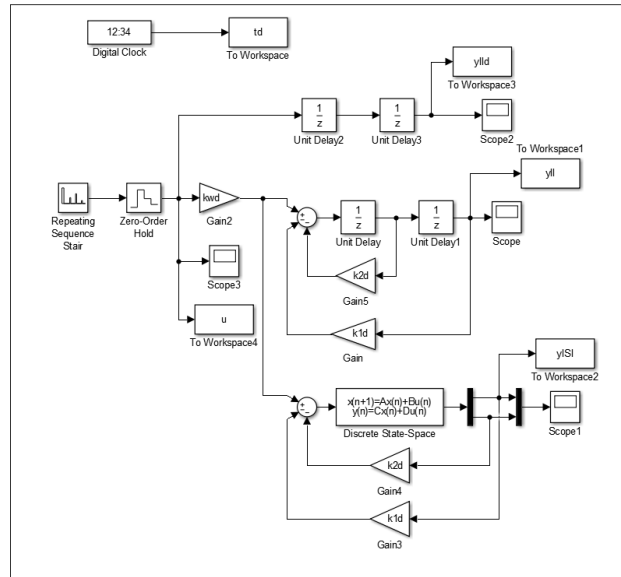 12:34
Digital Clock
td
To Workspace
ylld
To Workspace3
1
z
Unit Delay2
1
z
Unit Delay3
Scope2
To Workspace1
yll
Repeating
Sequence
Stair
Zero-Order
Hold
kwd
Gain2
+
−
−
1
z
Unit Delay
1
z
Unit Delay1
Scope
k2d
Gain5
Scope3
k1d
Gain
u
To Workspace4
ylSl
To Workspace2
+
−
−
x(n+1)=Ax(n)+Bu(n)
y(n)=Cx(n)+Du(n)
Discrete State-Space
Scope1
k2d
Gain4
k1d
Gain3